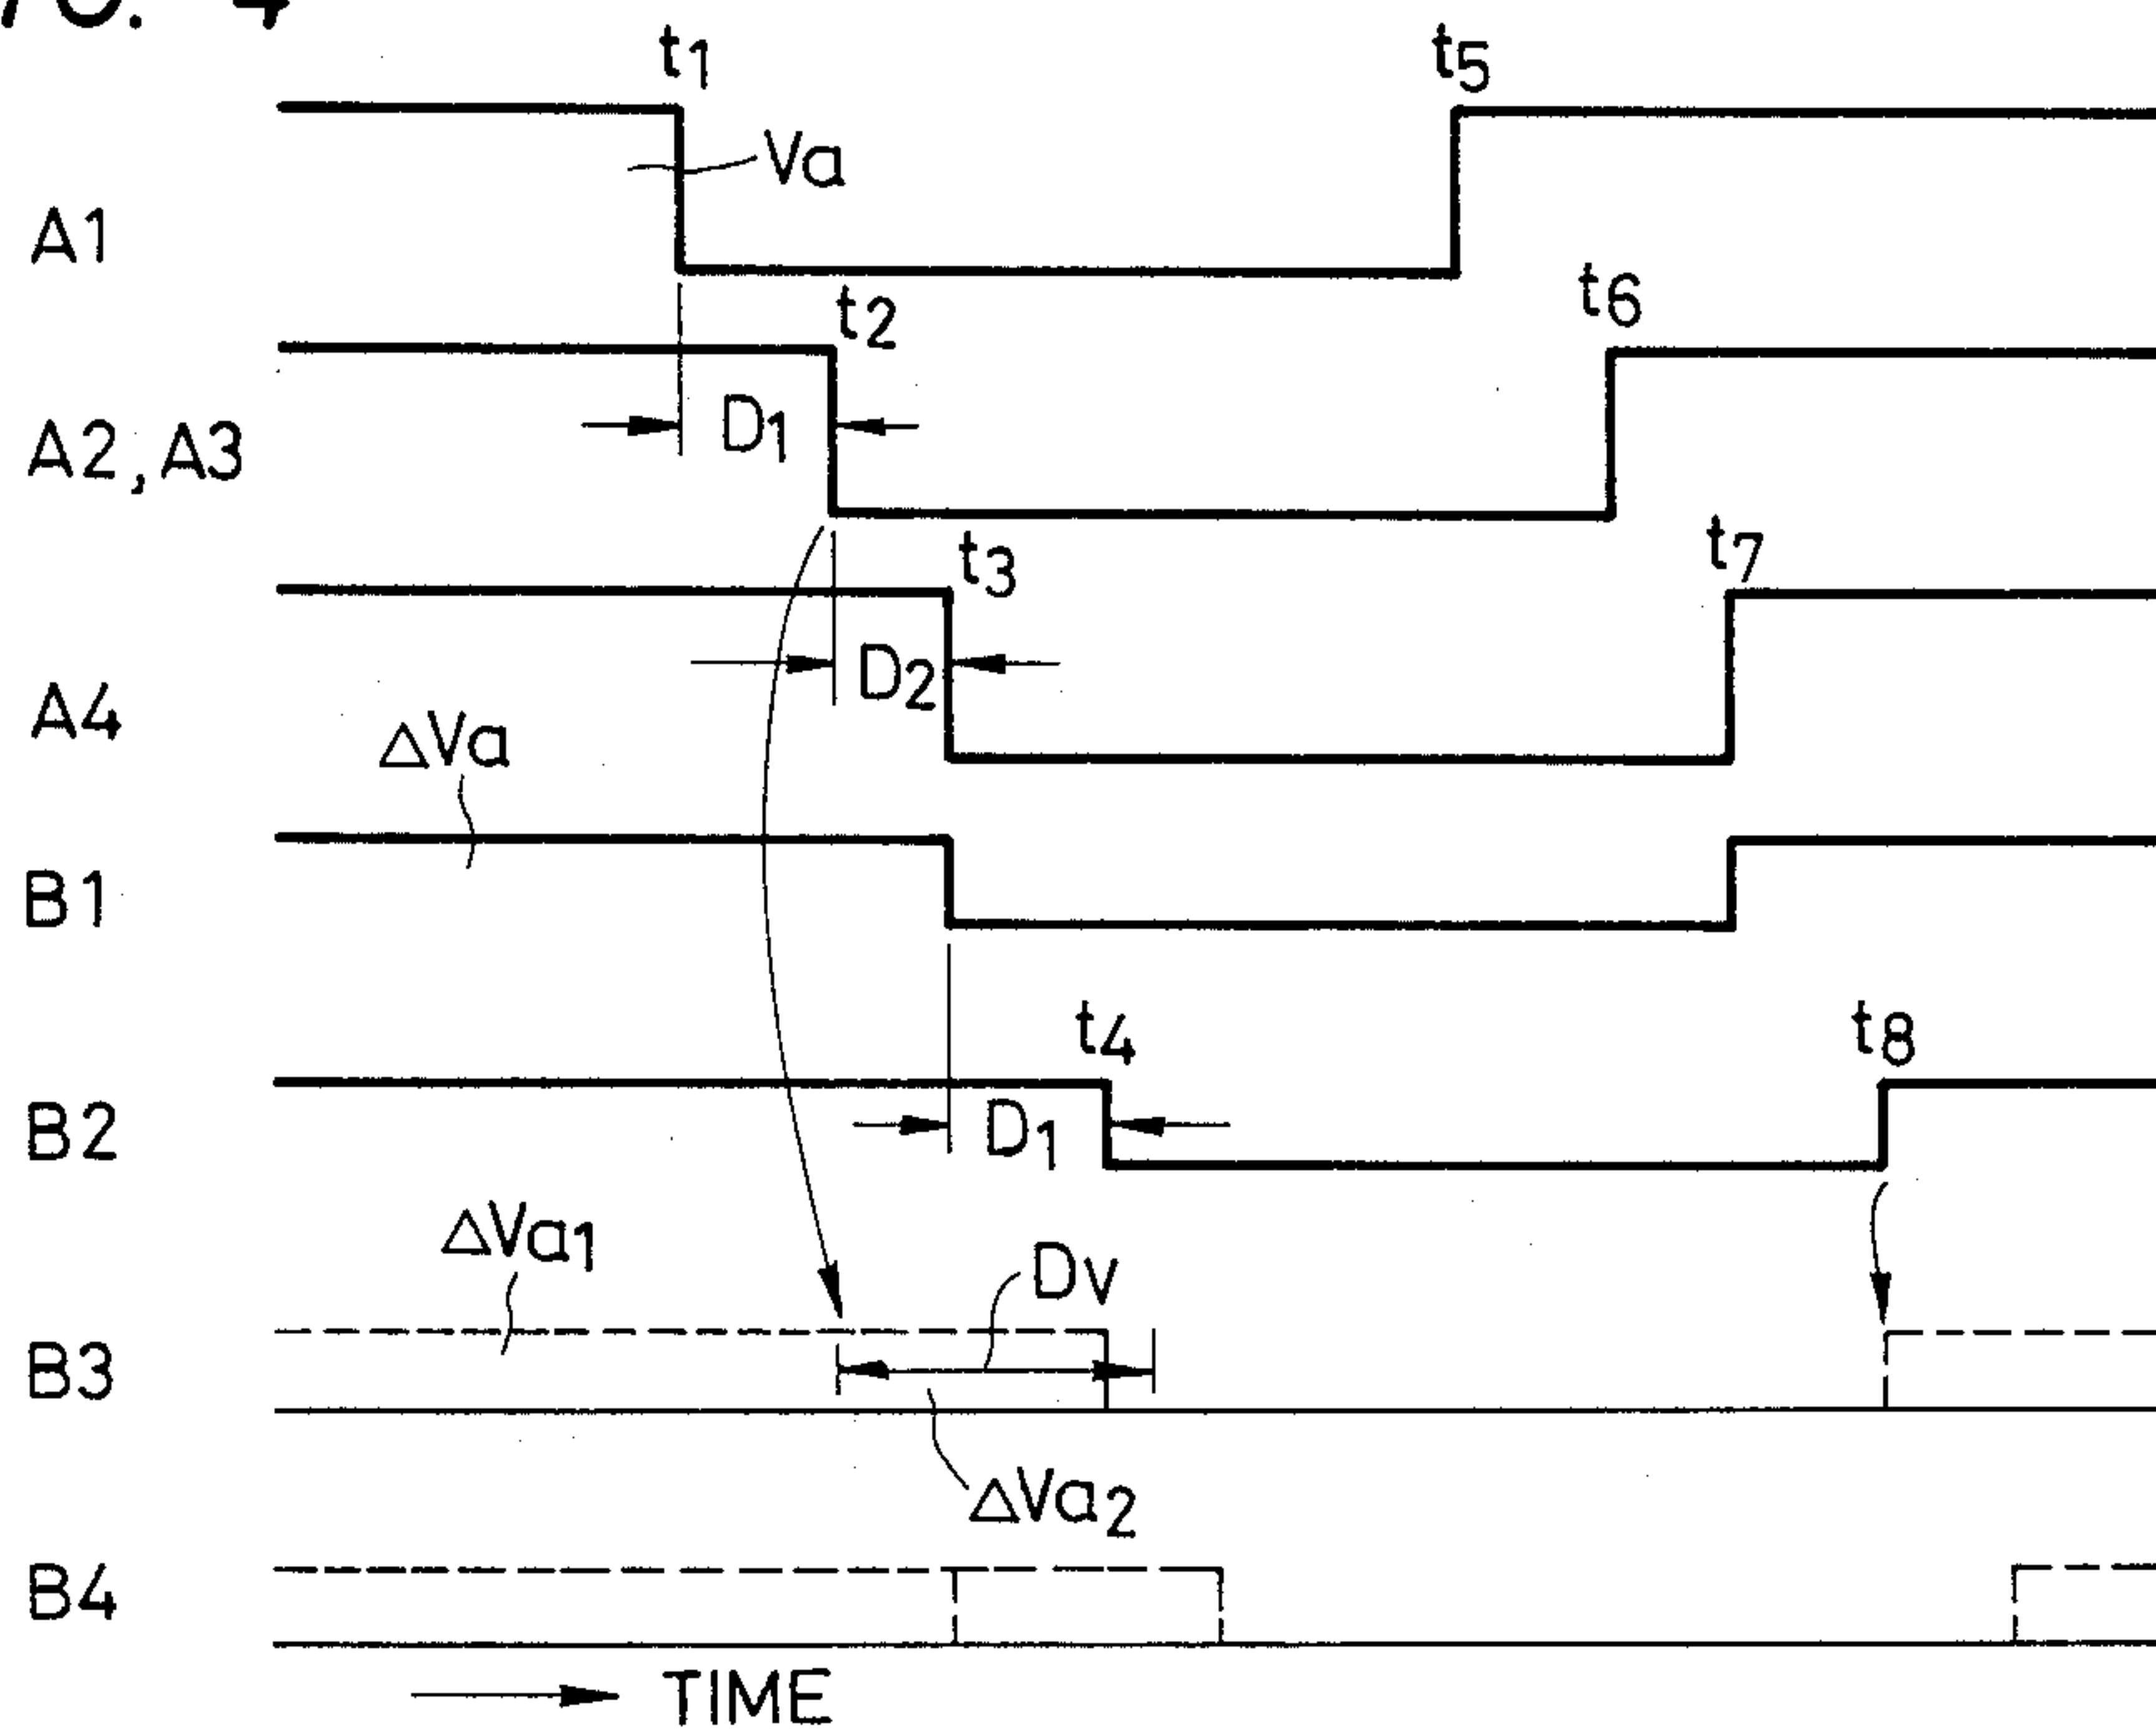 t1 t5
Va
A1
t2 t6
D1
A2, A3
t3 t7
D2
A4
ΔVa
B1
t4 t8
D1
B2
ΔVa1
DV
B3
ΔVa2
B4
TIME